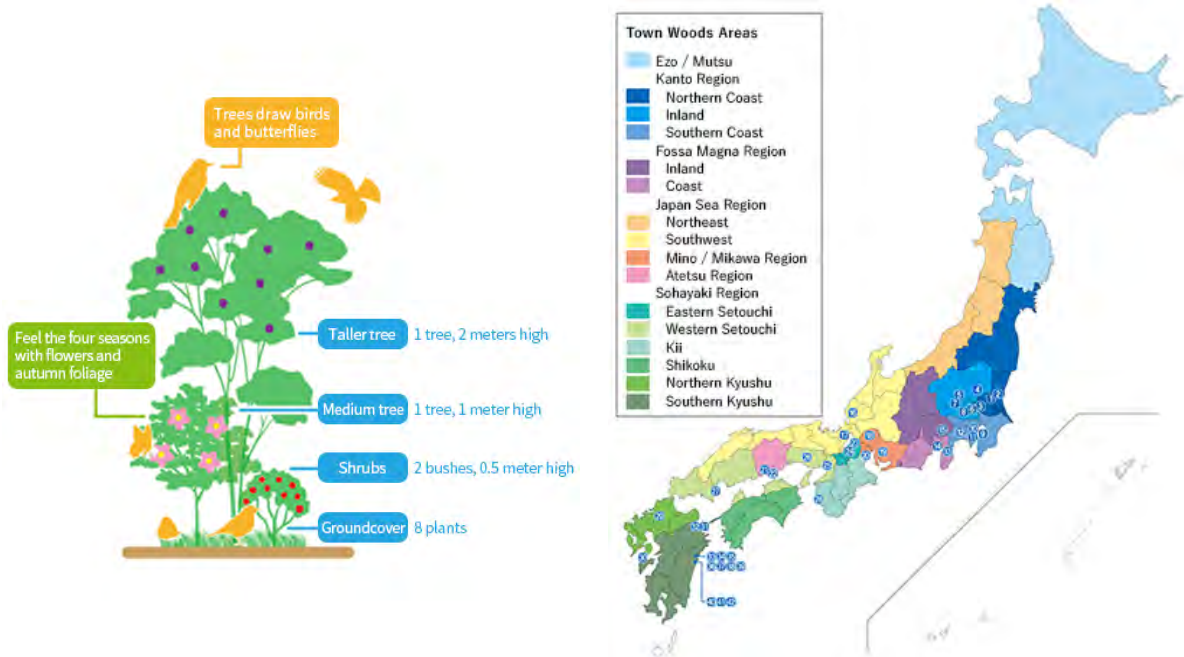 Trees draw birds
and butterflies
Feel the four seasons
with flowers and
autumn foliage
Taller tree 1 tree, 2 meters high
Medium tree 1 tree, 1 meter high
Shrubs 2 bushes, 0.5 meter high
Groundcover 8 plants
Town Woods Areas
Ezo / Mutsu
Kanto Region
Northern Coast
Inland
Southern Coast
Fossa Magna Region
Inland
Coast
Japan Sea Region
Northeast
Southwest
Mino / Mikawa Region
Atetsu Region
Sohayaki Region
Eastern Setouchi
Western Setouchi
Kii
Shikoku
Northern Kyushu
Southern Kyushu